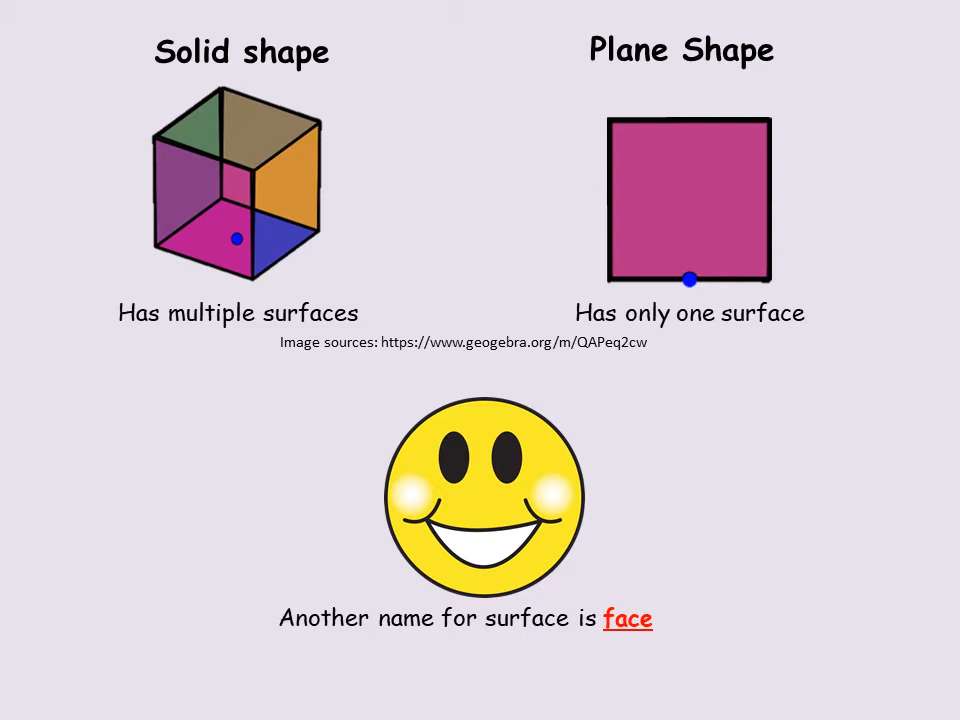 Solid shape
Plane Shape
Has multiple surfaces
Has only one surface
Image sources: https://www.geogebra.org/m/QAPeq2cw
Another name for surface is face